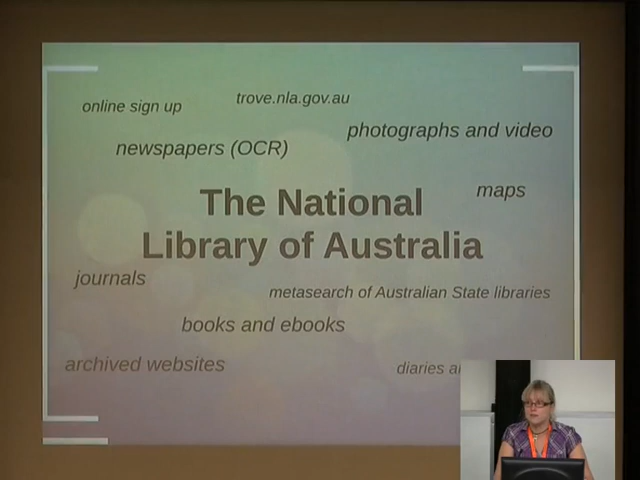 online sign up
trove.nla.gov.au
photographs and video
newspapers (OCR)
maps
The National
Library of Australia
journals
metasearch of Australian State libraries
books and ebooks
archived websites
diaries